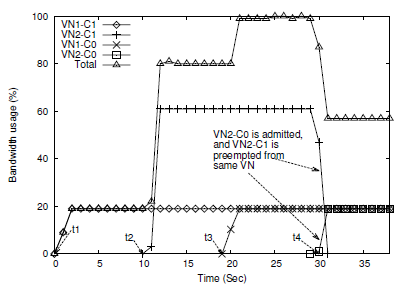 100
80
60
40
20
0
Bandwidth usage (%)
VN1-C1
VN2-C1
VN1-C0
VN2-C0
Total
VN2-C0 is admitted,
and VN2-C1 is
preempted from
same VN
t1
t2
t3
t4
0 5 10 15 20 25 30 35
Time (Sec)